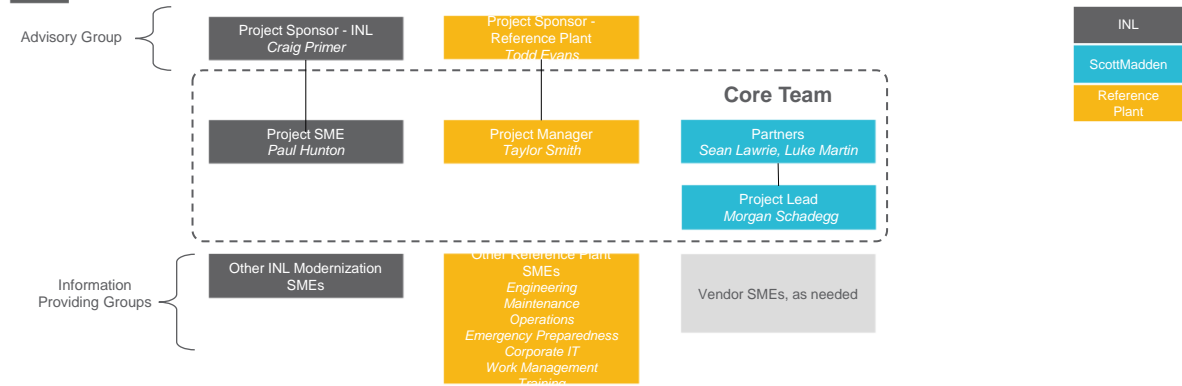 Advisory Group
Project Sponsor - INL
Craig Primer
Project Sponsor -
Reference Plant
Todd Evans
INL
ScottMadden
Reference
Plant
Core Team
Project SME
Paul Hunton
Project Manager
Taylor Smith
Partners
Sean Lawrie, Luke Martin
Project Lead
Morgan Schadegg
Information
Providing Groups
Other INL Modernization
SMEs
Other Reference Plant
SMEs
Engineering
Maintenance
Operations
Emergency Preparedness
Corporate IT
Work Management
Training
Vendor SMEs, as needed